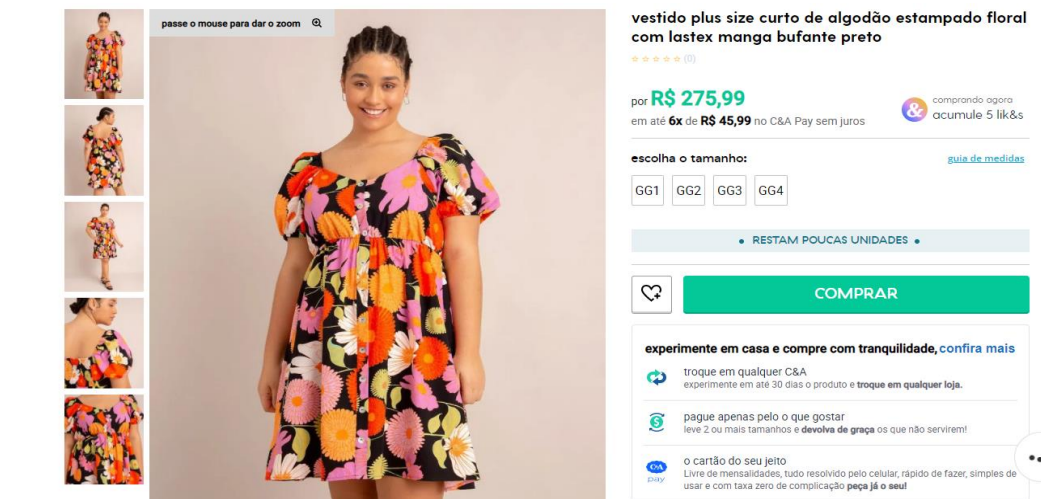 passe o mouse para dar o zoom
vestido plus size curto de algodão estampado floral
com lastex manga bufante preto
(0)
por R$ 275,99
em até 6x de R$ 45,99 no C&A Pay sem juros
&
comprando agora
acumule 5 lik&s
escolha o tamanho:
guia de medidas
GG1 GG2 GG3 GG4
• RESTAM POUCAS UNIDADES •
COMPRAR
experimente em casa e compre com tranquilidade, confira mais
troque em qualquer C&A
experimente em até 30 dias o produto e troque em qualquer loja.
pague apenas pelo o que gostar
leve 2 ou mais tamanhos e devolva de graça os que não servirem!
C&A
pay
o cartão do seu jeito
Livre de mensalidades, tudo resolvido pelo celular, rápido de fazer, simples de
usar e com taxa zero de complicação peça já o seu!